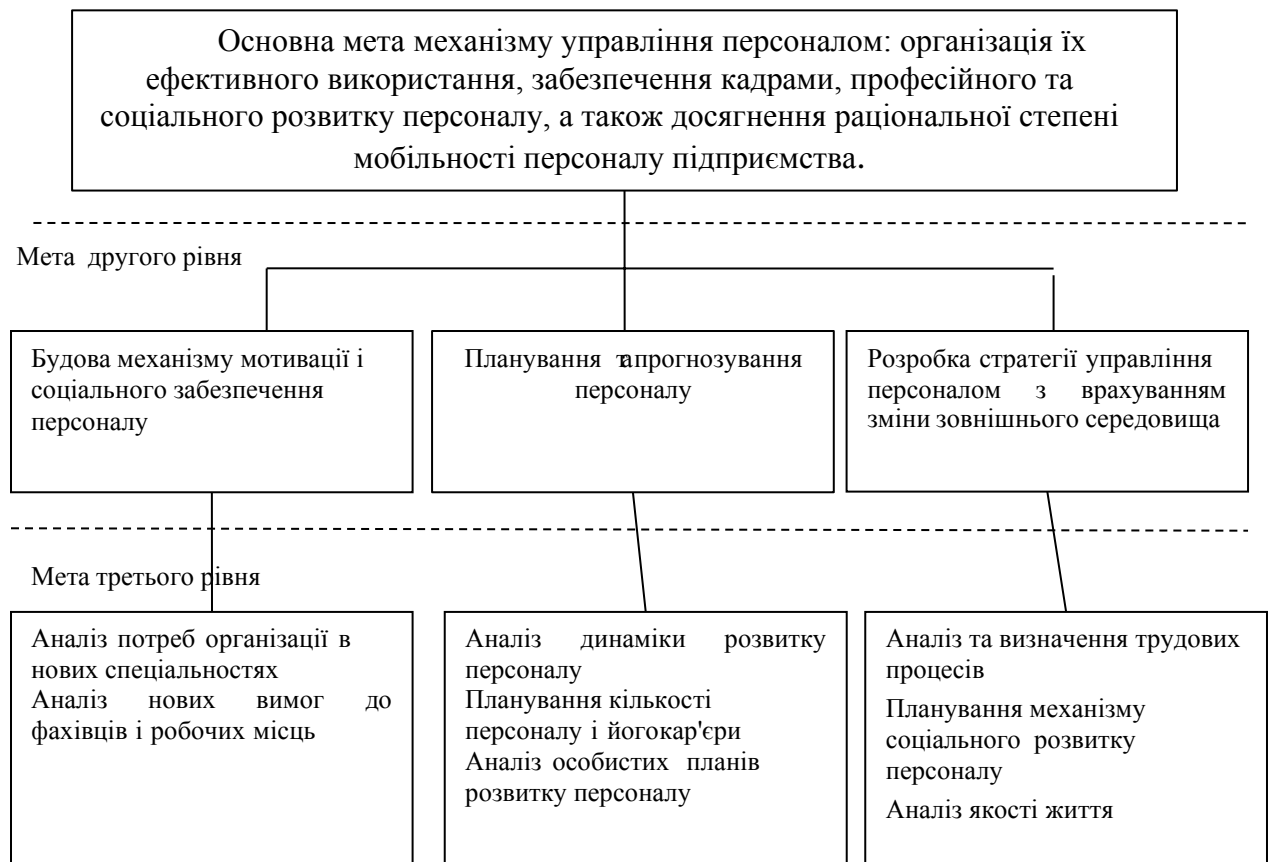 Основна мета механізму управління персоналом: організація їх
ефективного використання, забезпечення кадрами, професійного та
соціального розвитку персоналу, а також досягнення раціональної степені
мобільності персоналу підприємства.
Мета другого рівня
Будова механізму мотивації і
соціального забезпечення
персоналу
Планування тапрогнозування
персоналу
Розробка стратегії управління
персоналом з врахуванням
зміни зовнішнього середовища
Мета третього рівня
Аналіз потреб організації в
нових спеціальностях
Аналіз нових вимог до
фахівців і робочих місць
Аналіз динаміки розвитку
персоналу
Планування кількості
персоналу і йогокар'єри
Аналіз особистих планів
розвитку персоналу
Аналіз та визначення трудових
процесів
Планування механізму
соціального розвитку
персоналу
Аналіз якості життя